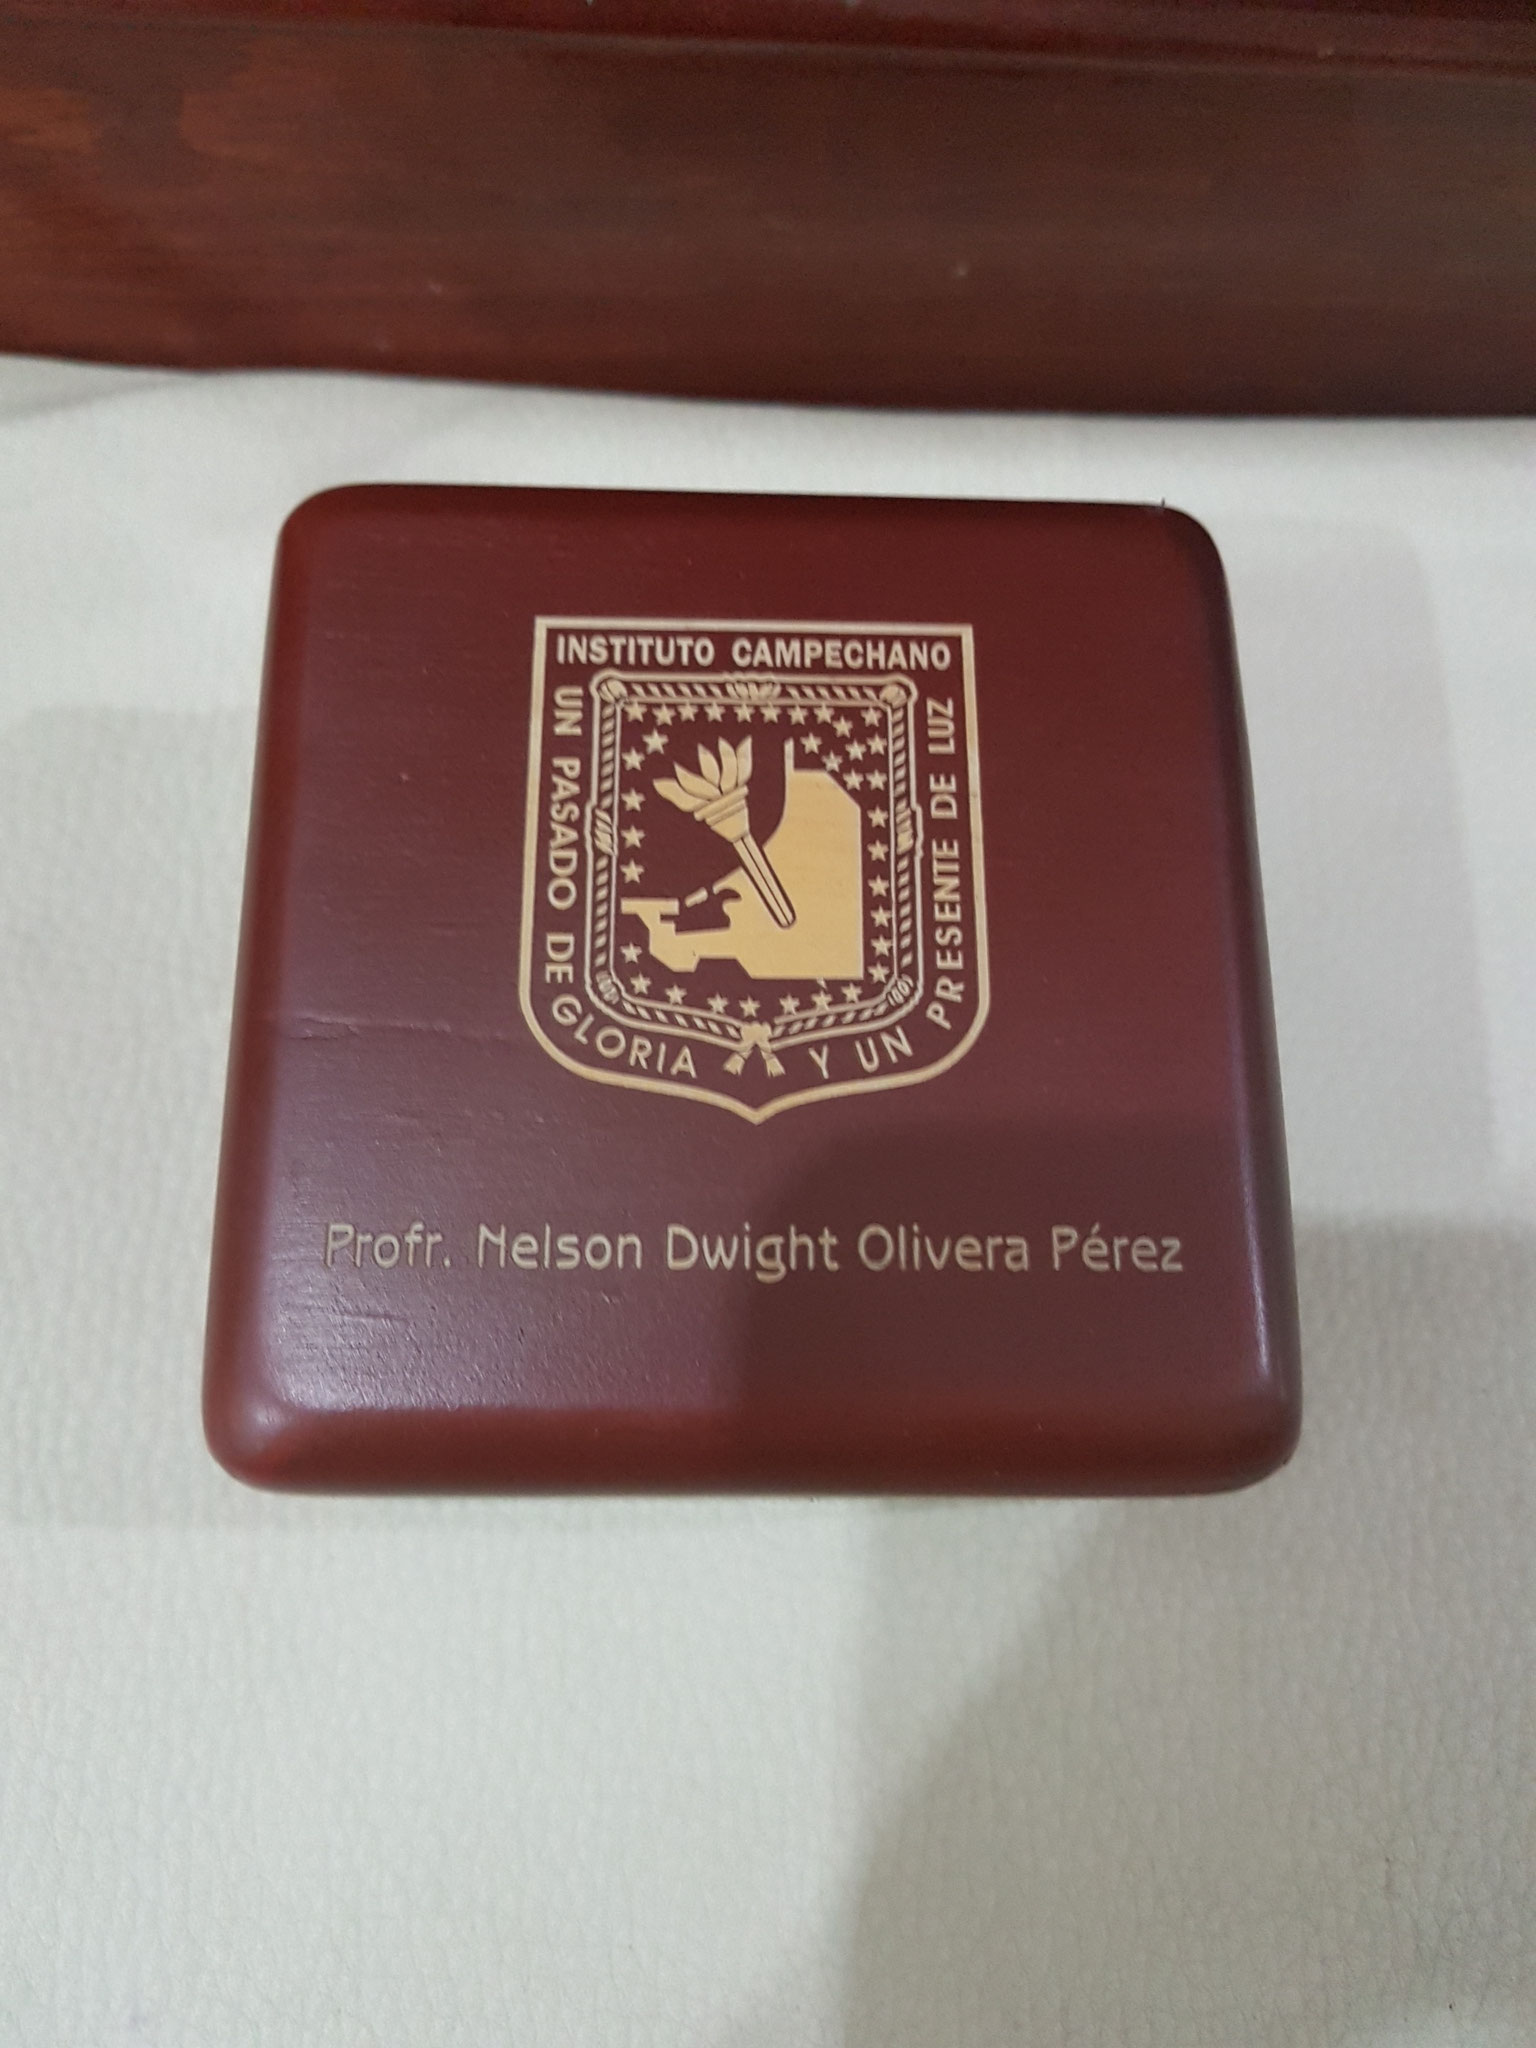 INSTITUTO CAMPECHANO
UN PASADO DE GLORIA Y UN PRESENTE DE LUZ
Profr. Nelson Dwight Olivera Pérez